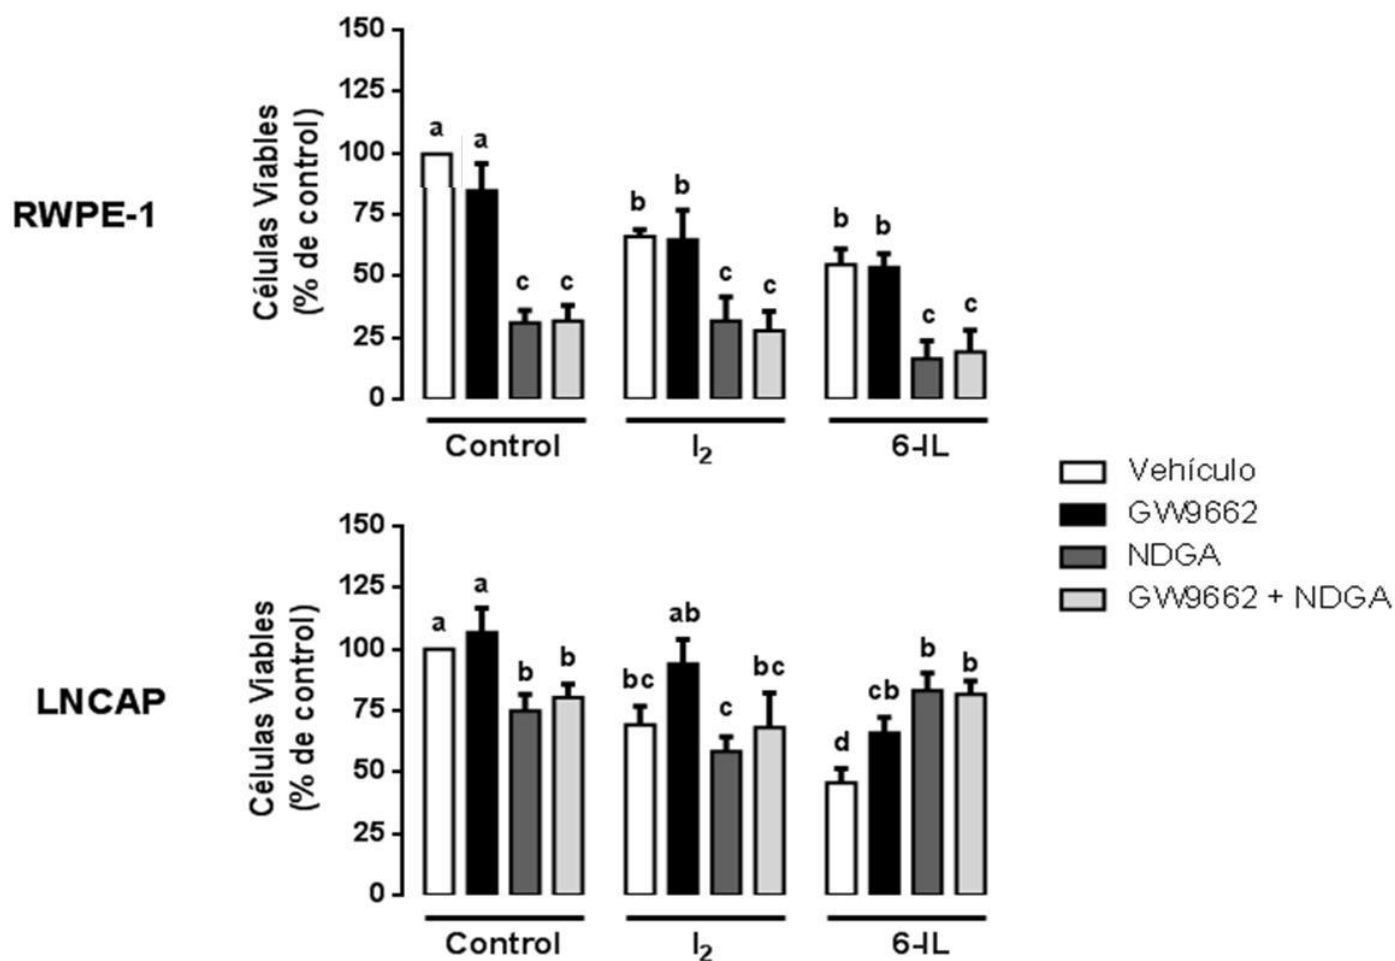 RWPE-1
Células Viables
(% de control)
150
125
100
75
50
25
0
a
a
c
c
b
b
c
c
b
b
c
c
Control
I₂
6-IL
Vehículo
GW9662
NDGA
GW9662 + NDGA
LNCAP
Células Viables
(% de control)
150
125
100
75
50
25
0
a
a
b
b
bc
ab
c
bc
d
cb
b
b
Control
I₂
6-IL